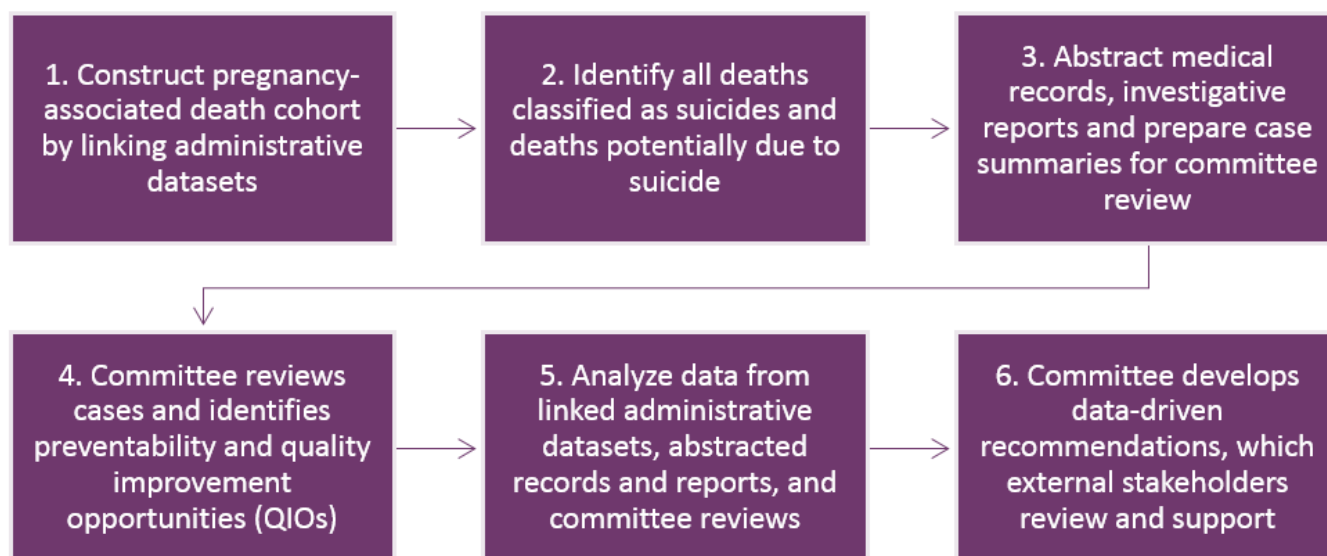 1. Construct pregnancy-
associated death cohort
by linking administrative
datasets
2. Identify all deaths
classified as suicides and
deaths potentially due to
suicide
3. Abstract medical
records, investigative
reports and prepare case
summaries for committee
review
4. Committee reviews
cases and identifies
preventability and quality
improvement
opportunities (QIOs)
5. Analyze data from
linked administrative
datasets, abstracted
records and reports, and
committee reviews
6. Committee develops
data-driven
recommendations, which
external stakeholders
review and support